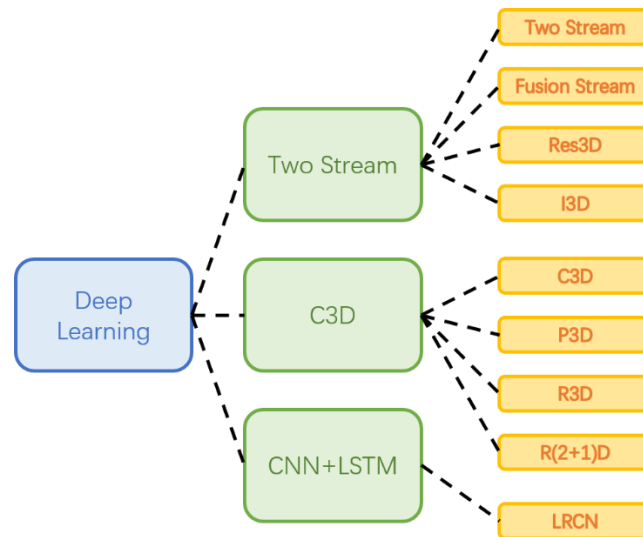 Two Stream
Fusion Stream
Two Stream
Res3D
I3D
Deep
Learning
C3D
C3D
P3D
R3D
R(2+1)D
CNN+LSTM
LRCN